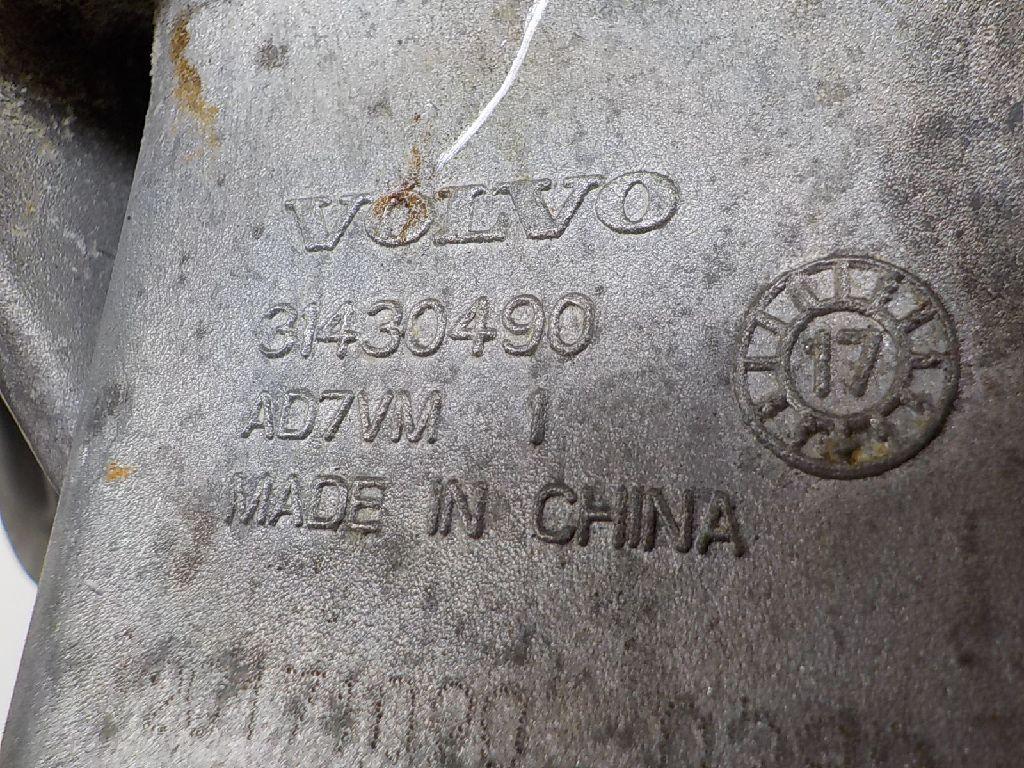 VOLVO
31430490
17
AD7VM 1
MADE IN CHINA